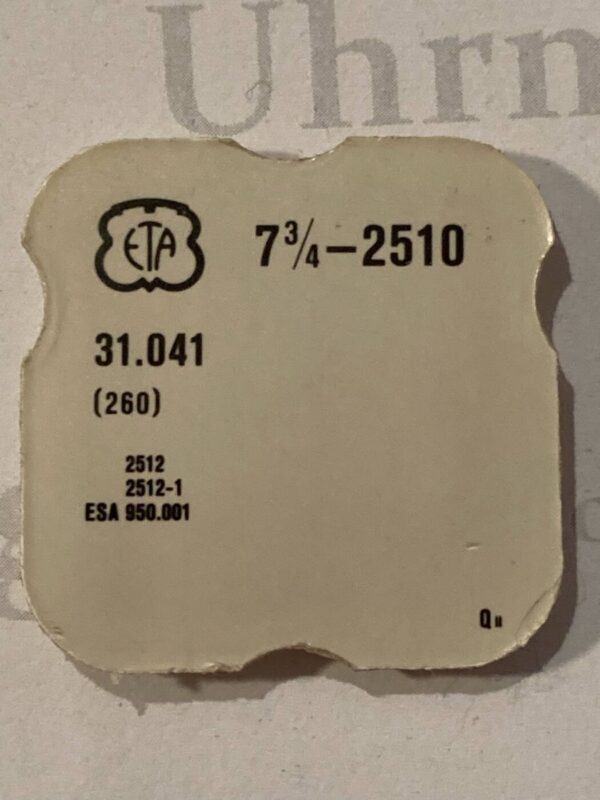 Uhrm
ETA
7¾–2510
31.041
(260)
2512
2512-1
ESA 950.001
Q